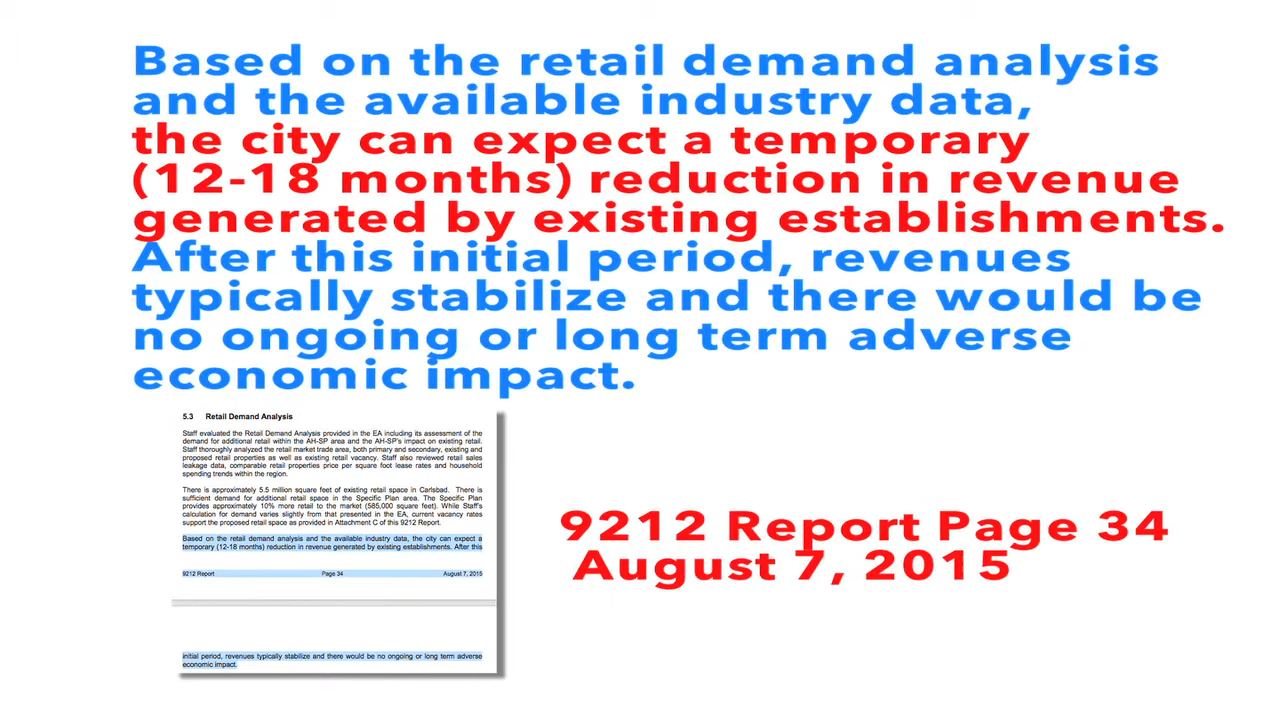 Based on the retail demand analysis
and the available industry data,
the city can expect a temporary
(12-18 months) reduction in revenue
generated by existing establishments.
After this initial period, revenues
typically stabilize and there would be
no ongoing or long term adverse
economic impact.
5.3 Retail Demand Analysis
Staff evaluated the Retail Demand Analysis provided in the EA including its assessment of the
demand for additional retail within the AH-SP area and the AH-SP's impact on existing retail.
Staff thoroughly analyzed the retail market trade area, both primary and secondary, existing and
proposed retail properties as well as existing retail vacancy. Staff also reviewed retail sales
leakage data, comparable retail properties price per square foot lease rates and household
spending trends within the region.
There is approximately 5.5 million square feet of existing retail space in Carlsbad. There is
sufficient demand for additional retail space in the Specific Plan area. The Specific Plan
provides approximately 10% more retail to the market (585,000 square feet). While Staff's
calculation for demand varies slightly from that presented in the EA, current vacancy rates
support the proposed retail space as provided in Attachment C of this 9212 Report.
Based on the retail demand analysis and the available industry data, the city can expect a
temporary (12-18 months) reduction in revenue generated by existing establishments. After this
9212 Report Page 34 August 7, 2015
initial period, revenues typically stabilize and there would be no ongoing or long term adverse
economic impact.
9212 Report Page 34
August 7, 2015